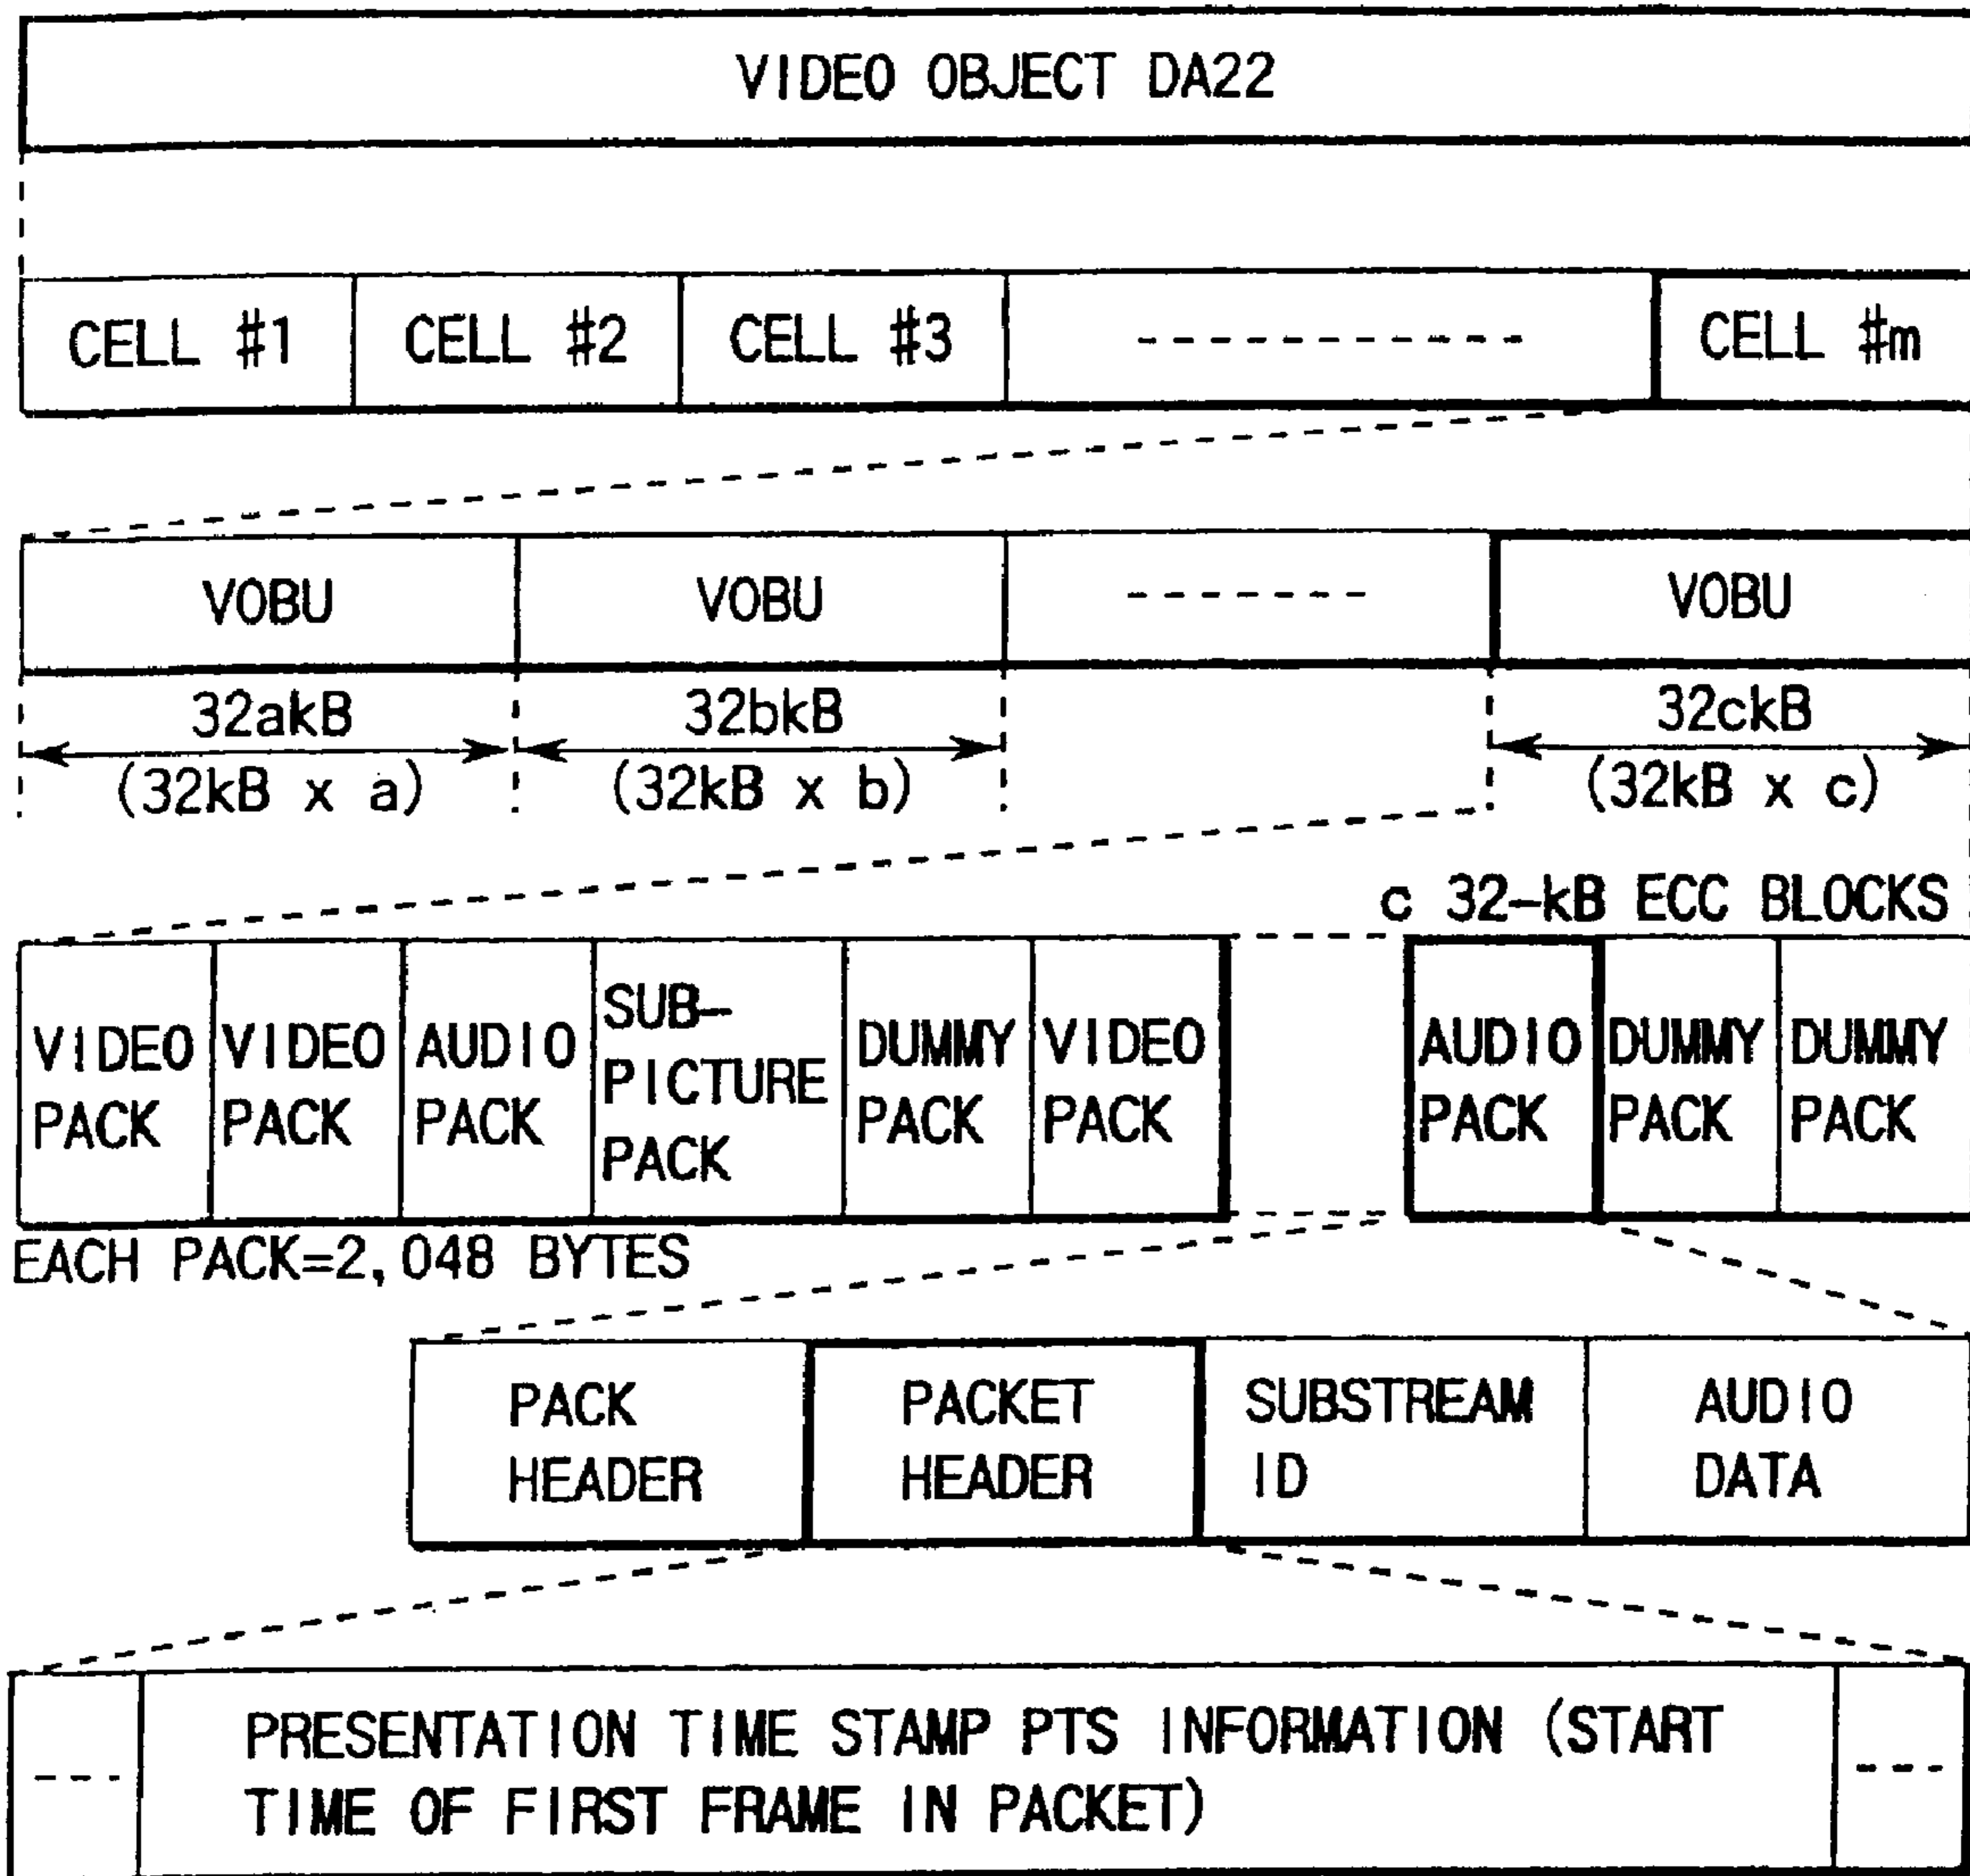 VIDEO OBJECT DA22
CELL #1 CELL #2 CELL #3 ------------ CELL #m
VOBU VOBU ------- VOBU
32akB 32bkB 32ckB
(32kB x a) (32kB x b) (32kB x c)
c 32-kB ECC BLOCKS
VIDEO PACK
VIDEO PACK
AUDIO PACK
SUB-PICTURE PACK
DUMMY PACK
VIDEO PACK
AUDIO PACK
DUMMY PACK
DUMMY PACK
EACH PACK=2,048 BYTES
PACK HEADER
PACKET HEADER
SUBSTREAM ID
AUDIO DATA
--- PRESENTATION TIME STAMP PTS INFORMATION (START
TIME OF FIRST FRAME IN PACKET) ---